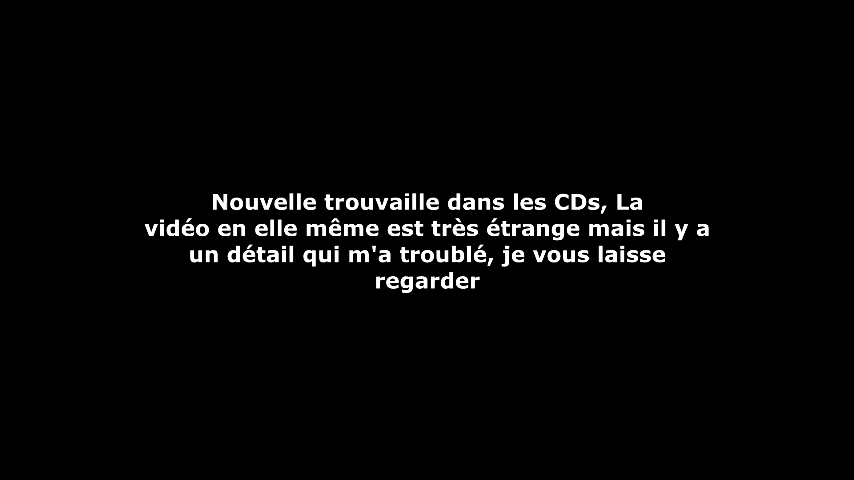 Nouvelle trouvaille dans les CDs, La
vidéo en elle même est très étrange mais il y a
un détail qui m'a troublé, je vous laisse
regarder